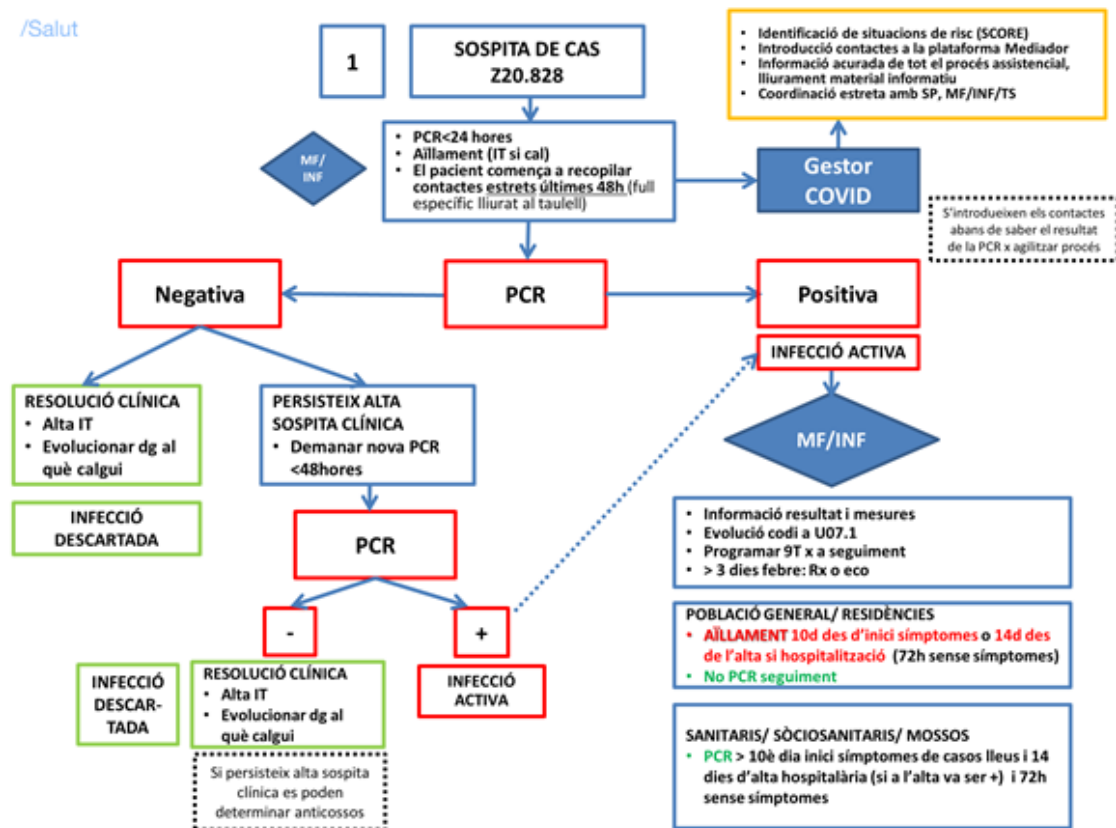 /Salut
1
SOSPITA DE CAS
Z20.828
• Identificació de situacions de risc (SCORE)
• Introducció contactes a la plataforma Mediador
• Informació acurada de tot el procés assistencial,
lliurament material informatiu
• Coordinació estreta amb SP, MF/INF/TS
MF/
INF
• PCR<24 hores
• Aïllament (IT si cal)
• El pacient comença a recopilar
contactes estrets últimes 48h (full
específic lliurat al taulell)
Gestor
COVID
S'introdueixen els contactes
abans de saber el resultat
de la PCR x agilitzar procés
Negativa
PCR
Positiva
INFECCIÓ ACTIVA
RESOLUCIÓ CLÍNICA
• Alta IT
• Evolucionar dg al
què calgui
PERSISTEIX ALTA
SOSPITA CLÍNICA
• Demanar nova PCR
<48hores
MF/INF
INFECCIÓ
DESCARTADA
PCR
• Informació resultat i mesures
• Evolució codi a U07.1
• Programar 9T x a seguiment
• > 3 dies febre: Rx o eco
-
+
POBLACIÓ GENERAL/ RESIDÈNCIES
• AÏLLAMENT 10d des d'inici símptomes o 14d des
de l'alta si hospitalització (72h sense símptomes)
• No PCR seguiment
INFECCIÓ
DESCAR-
TADA
RESOLUCIÓ CLÍNICA
• Alta IT
• Evolucionar dg al
què calgui
INFECCIÓ
ACTIVA
Si persisteix alta sospita
clínica es poden
determinar anticossos
SANITARIS/ SÒCIOSANITARIS/ MOSSOS
• PCR > 10è dia inici símptomes de casos lleus i 14
dies d'alta hospitalària (si a l'alta va ser +) i 72h
sense símptomes